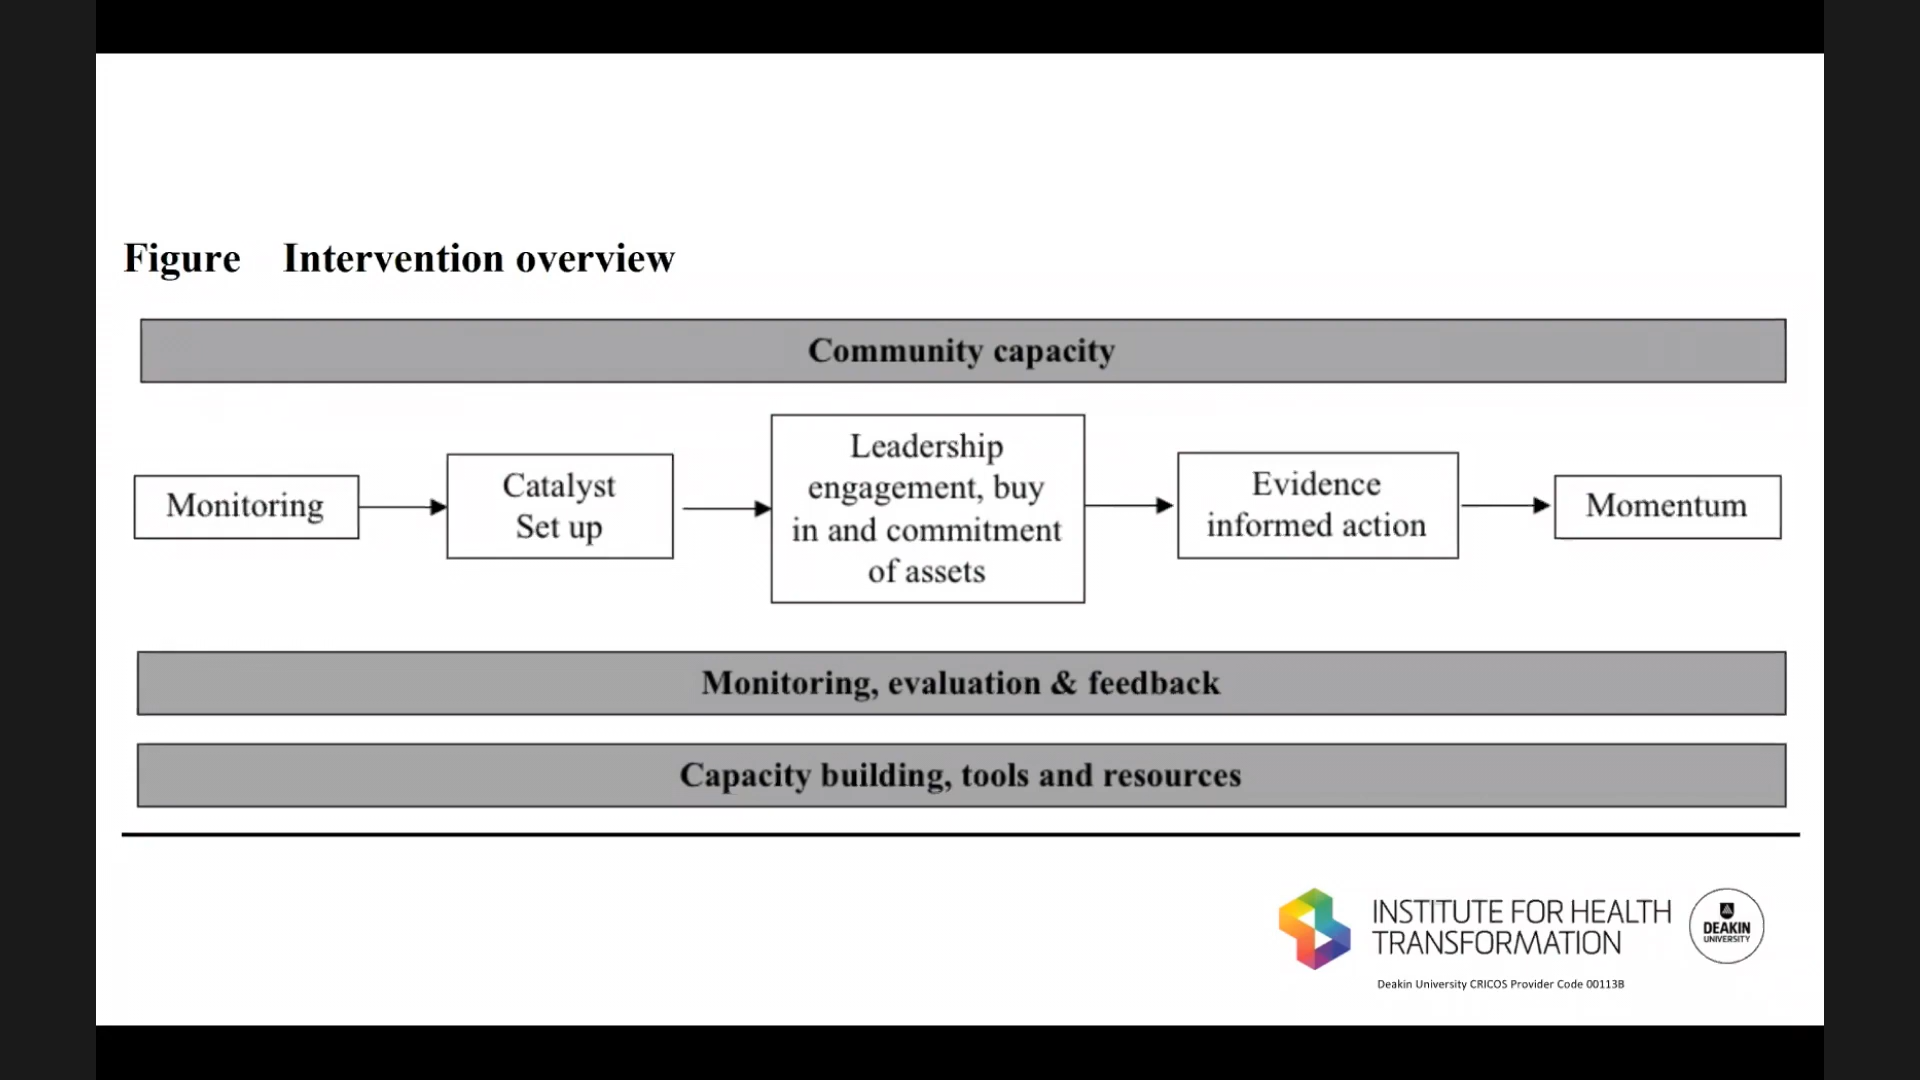 Figure Intervention overview
Community capacity
Monitoring
Catalyst
Set up
Leadership
engagement, buy
in and commitment
of assets
Evidence
informed action
Momentum
Monitoring, evaluation & feedback
Capacity building, tools and resources
INSTITUTE FOR HEALTH
TRANSFORMATION
DEAKIN
UNIVERSITY
Deakin University CRICOS Provider Code 00113B